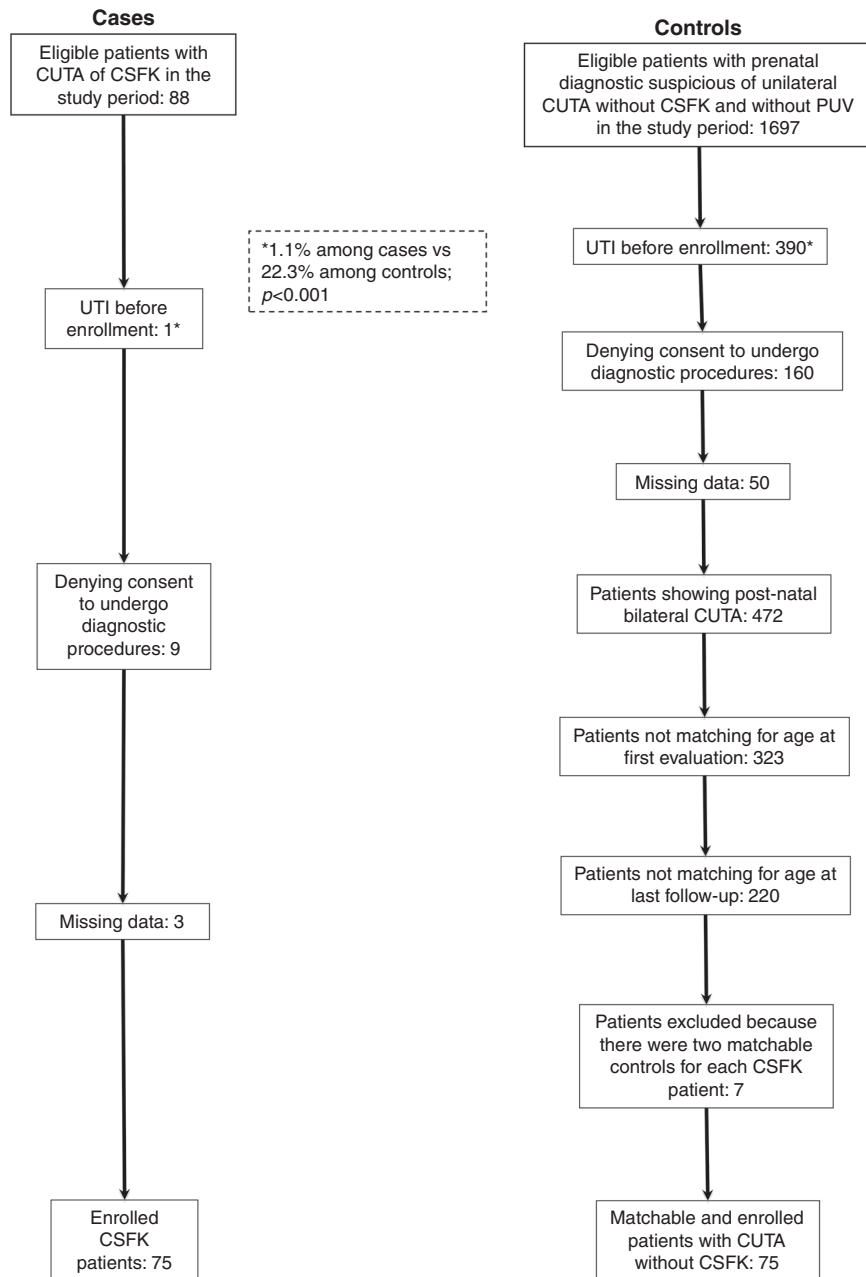 Cases
Eligible patients with
CUTA of CSFK in the
study period: 88
UTI before
enrollment: 1*
Denying consent
to undergo
diagnostic
procedures: 9
Missing data: 3
Enrolled
CSFK
patients: 75
*1.1% among cases vs
22.3% among controls;
p<0.001
Controls
Eligible patients with prenatal
diagnostic suspicious of unilateral
CUTA without CSFK and without PUV
in the study period: 1697
UTI before enrollment: 390*
Denying consent to undergo
diagnostic procedures: 160
Missing data: 50
Patients showing post-natal
bilateral CUTA: 472
Patients not matching for age at
first evaluation: 323
Patients not matching for age at
last follow-up: 220
Patients excluded because
there were two matchable
controls for each CSFK
patient: 7
Matchable and enrolled
patients with CUTA
without CSFK: 75